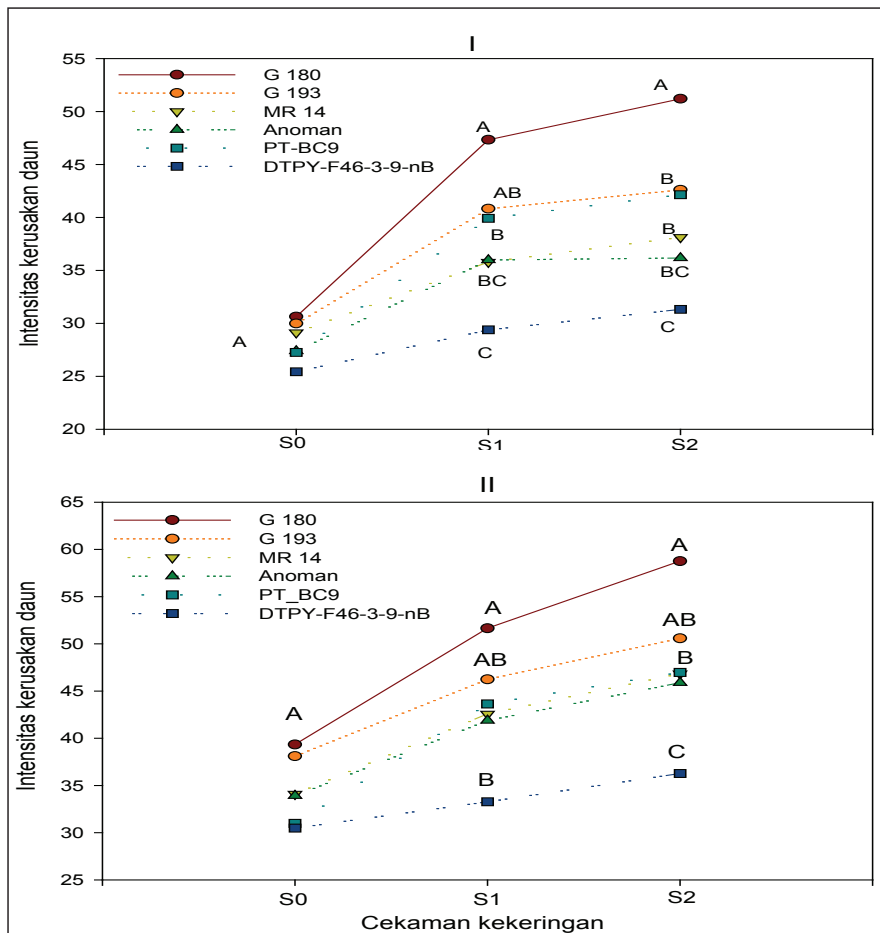 I
55
50
45
40
35
30
25
20
Intensitas kerusakan daun
G 180
G 193
MR 14
Anoman
PT-BC9
DTPY-F46-3-9-nB
A
A
A
AB
B
B
B
BC
BC
C
C
S0
S1
S2
II
65
60
55
50
45
40
35
30
25
Intensitas kerusakan daun
G 180
G 193
MR 14
Anoman
PT_BC9
DTPY-F46-3-9-nB
A
A
A
AB
AB
B
B
C
S0
S1
S2
Cekaman kekeringan